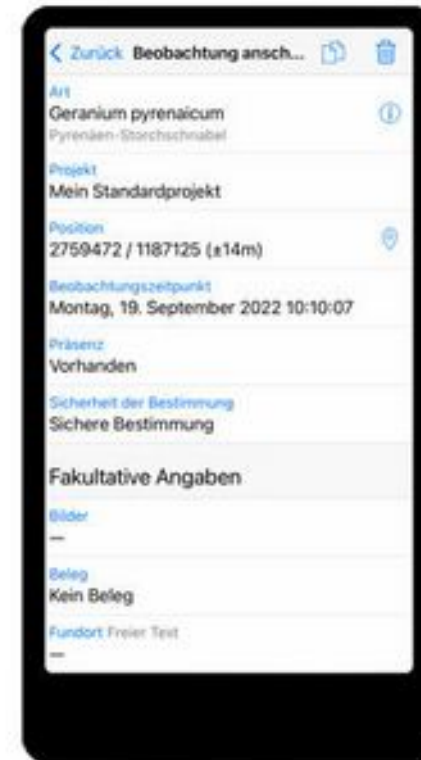 Zurück Beobachtung ansch...
Art
Geranium pyrenaicum
Pyrenäen-Storchschnabel
Projekt
Mein Standardprojekt
Position
2759472 / 1187125 (±14m)
Beobachtungszeitpunkt
Montag, 19. September 2022 10:10:07
Präsenz
Vorhanden
Sicherheit der Bestimmung
Sichere Bestimmung
Fakultative Angaben
Bilder
—
Beleg
Kein Beleg
Fundort Freier Text
—